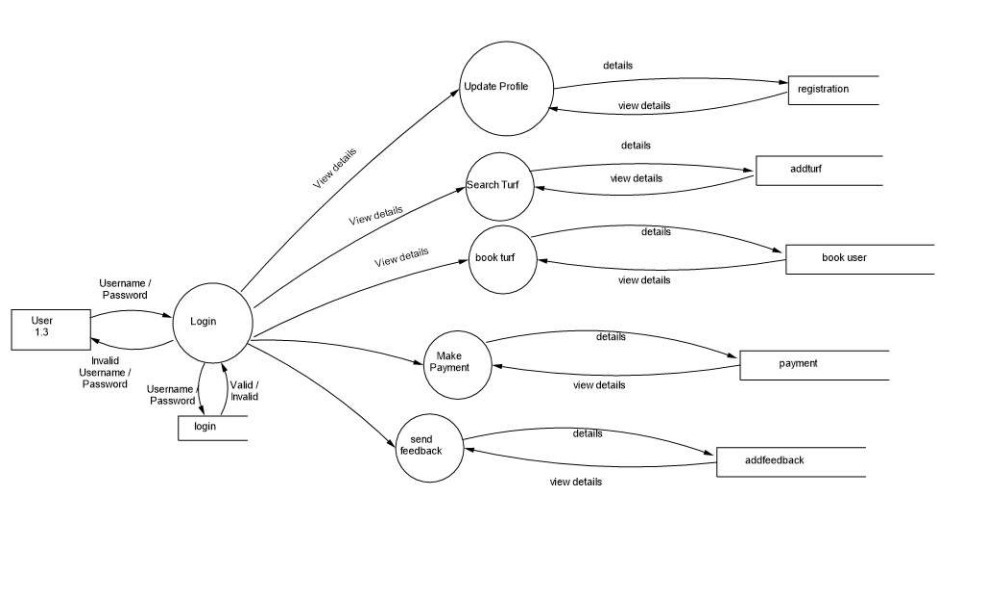 details
Update Profile
registration
view details
View details
details
Search Turf
addturf
view details
View details
details
book turf
book user
View details
view details
Username /
Password
User
1.3
Login
Invalid
Username /
Password
Username /
Password
Valid /
Invalid
login
details
Make
Payment
payment
view details
details
send
feedback
addfeedback
view details